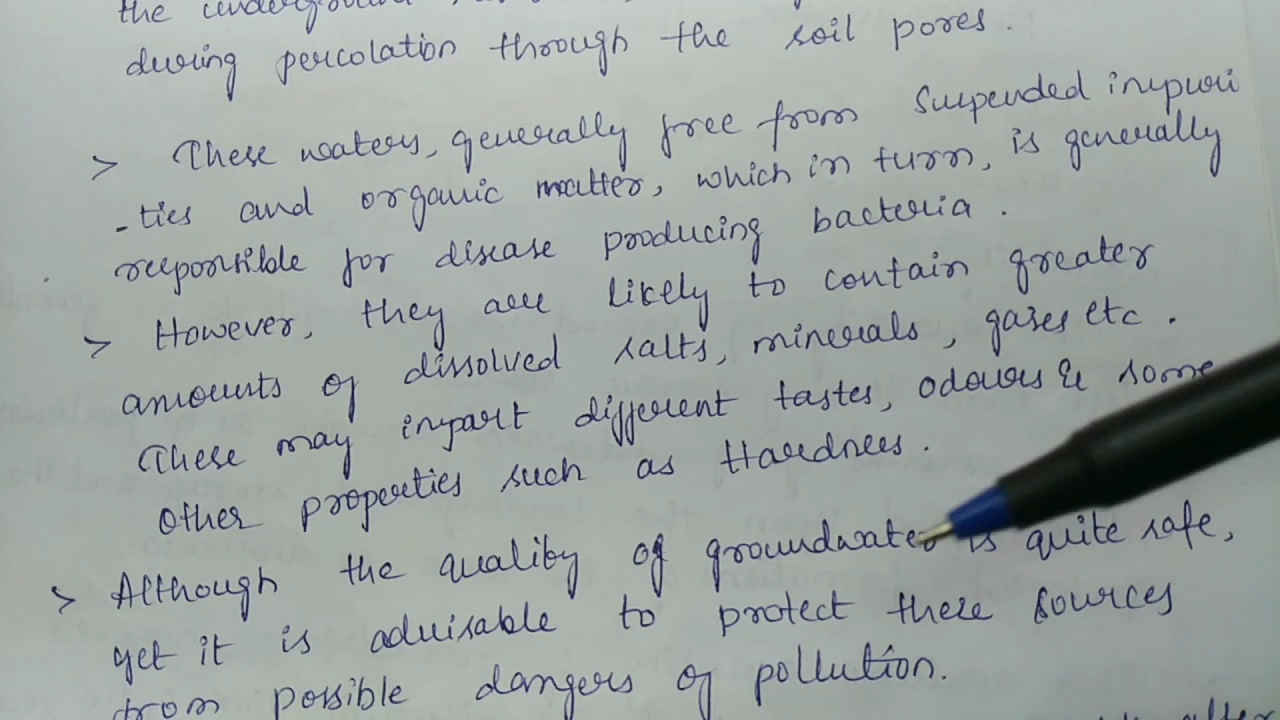 the underground
during percolation through the soil pores.
> These waters, generally free from suspended impuri
-ties and organic matter, which in turn, is generally
responsible for disease producing bacteria.
> However, they are likely to contain greater
amounts of dissolved salts, minerals, gases etc.
These may impart different tastes, odours & some
other properties such as Hardness.
> Although the quality of groundwater is quite safe,
yet it is advisable to protect these sources
from possible dangers of pollution.